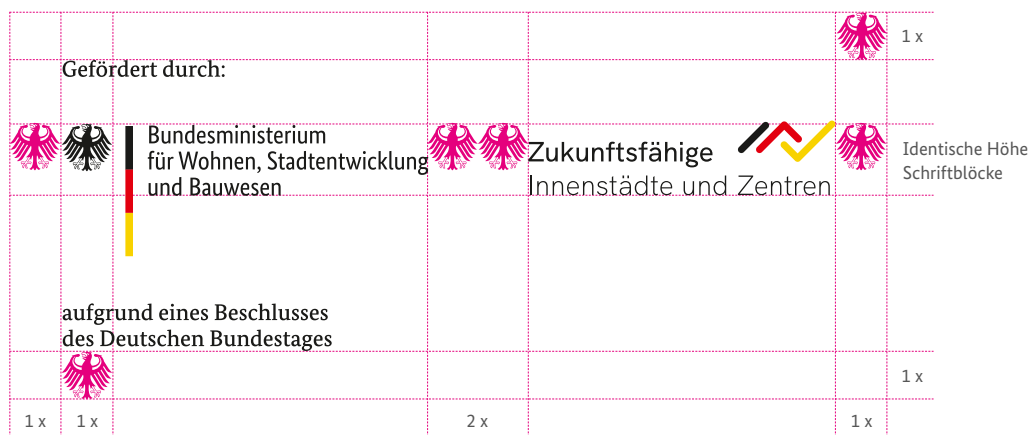 1 x
Gefördert durch:
Bundesministerium
für Wohnen, Stadtentwicklung
und Bauwesen
Zukunftsfähige
Innenstädte und Zentren
Identische Höhe
Schriftblöcke
aufgrund eines Beschlusses
des Deutschen Bundestages
1 x
1 x
1 x
2 x
1 x